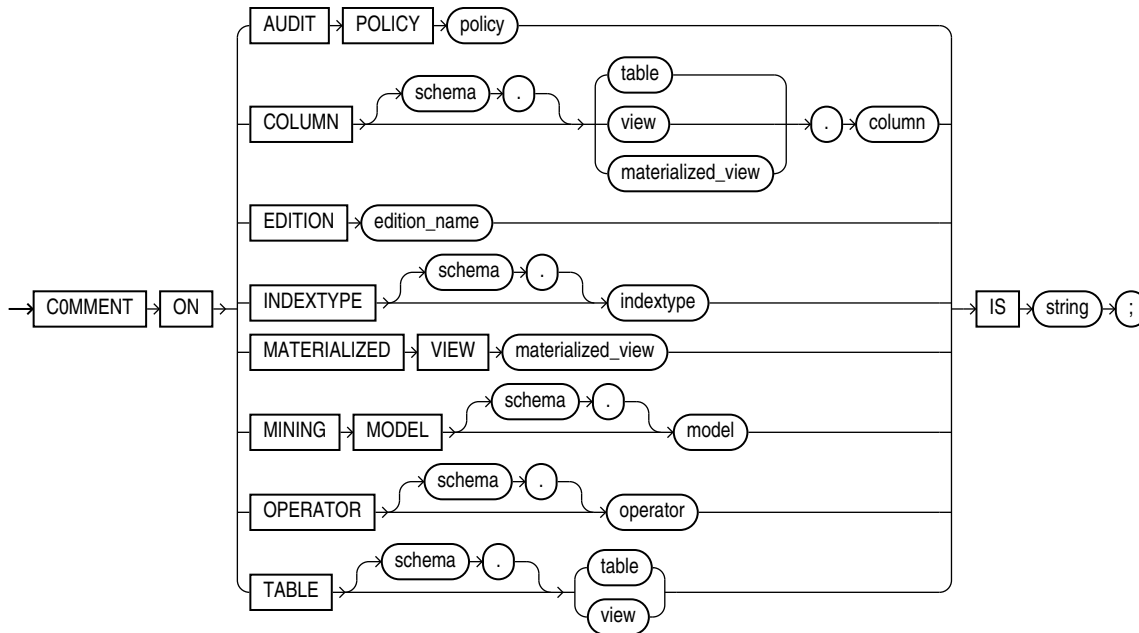 AUDIT POLICY policy
schema .
table
COLUMN view . column
materialized_view
EDITION edition_name
schema .
INDEXTYPE indextype
C0MMENT ON IS string ;
MATERIALIZED VIEW materialized_view
schema .
MINING MODEL model
schema .
OPERATOR operator
schema . table
TABLE
view